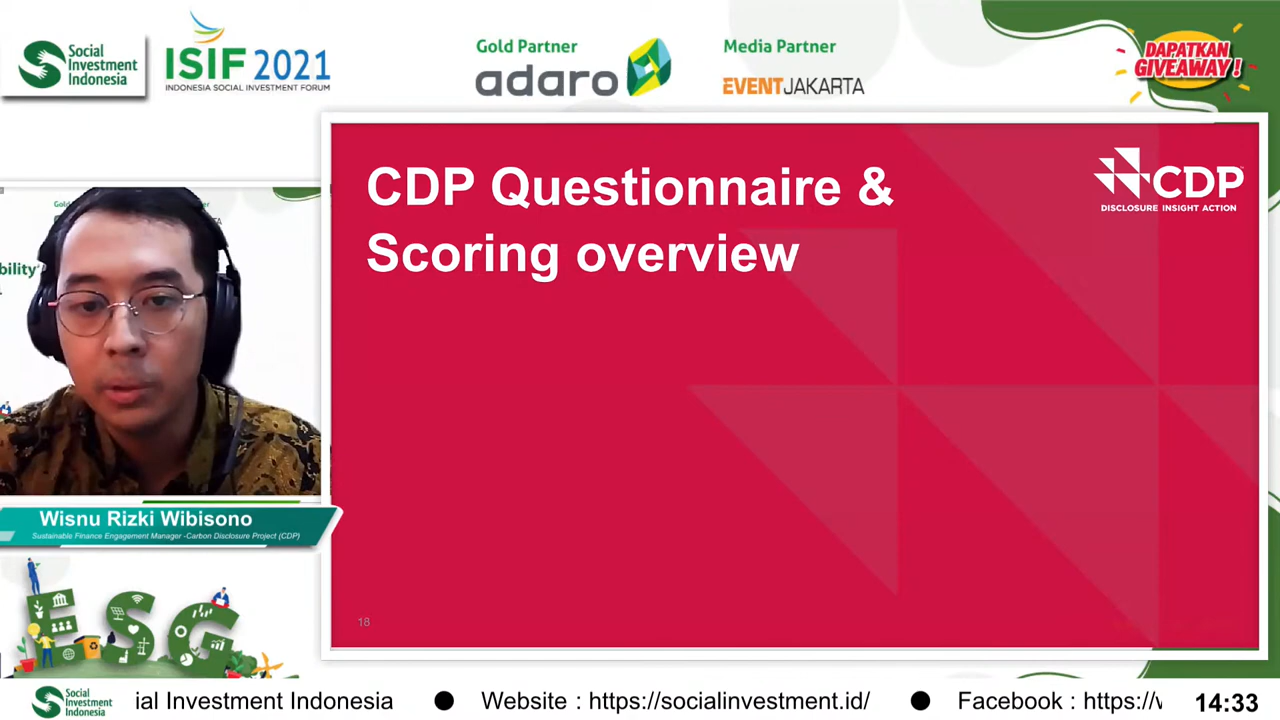 Social
Investment
Indonesia
ISIF 2021
INDONESIA SOCIAL INVESTMENT FORUM
Gold Partner
adaro
Media Partner
EVENTJAKARTA
DAPATKAN
GIVEAWAY !
CDP Questionnaire &
Scoring overview
CDP
DISCLOSURE INSIGHT ACTION
18
bility
Wisnu Rizki Wibisono
Sustainable Finance Engagement Manager -Carbon Disclosure Project (CDP)
ESG
Social
Investment
Indonesia
ial Investment Indonesia
● Website : https://socialinvestment.id/
● Facebook : https://v
14:33